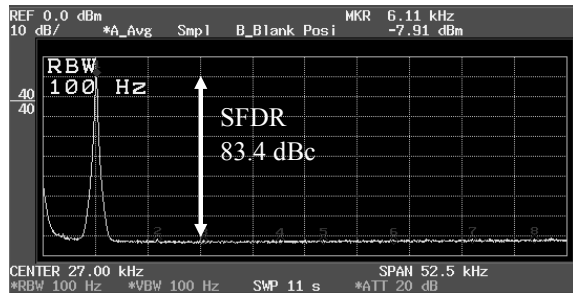 REF 0.0 dBm MKR 6.11 kHz
10 dB/ *A_Avg Smpl B_Blank Posi -7.91 dBm
RBW
100 Hz
40
40
SFDR
83.4 dBc
2 4 5 6 7 8
CENTER 27.00 kHz SPAN 52.5 kHz
*RBW 100 Hz *VBW 100 Hz SWP 11 s *ATT 20 dB